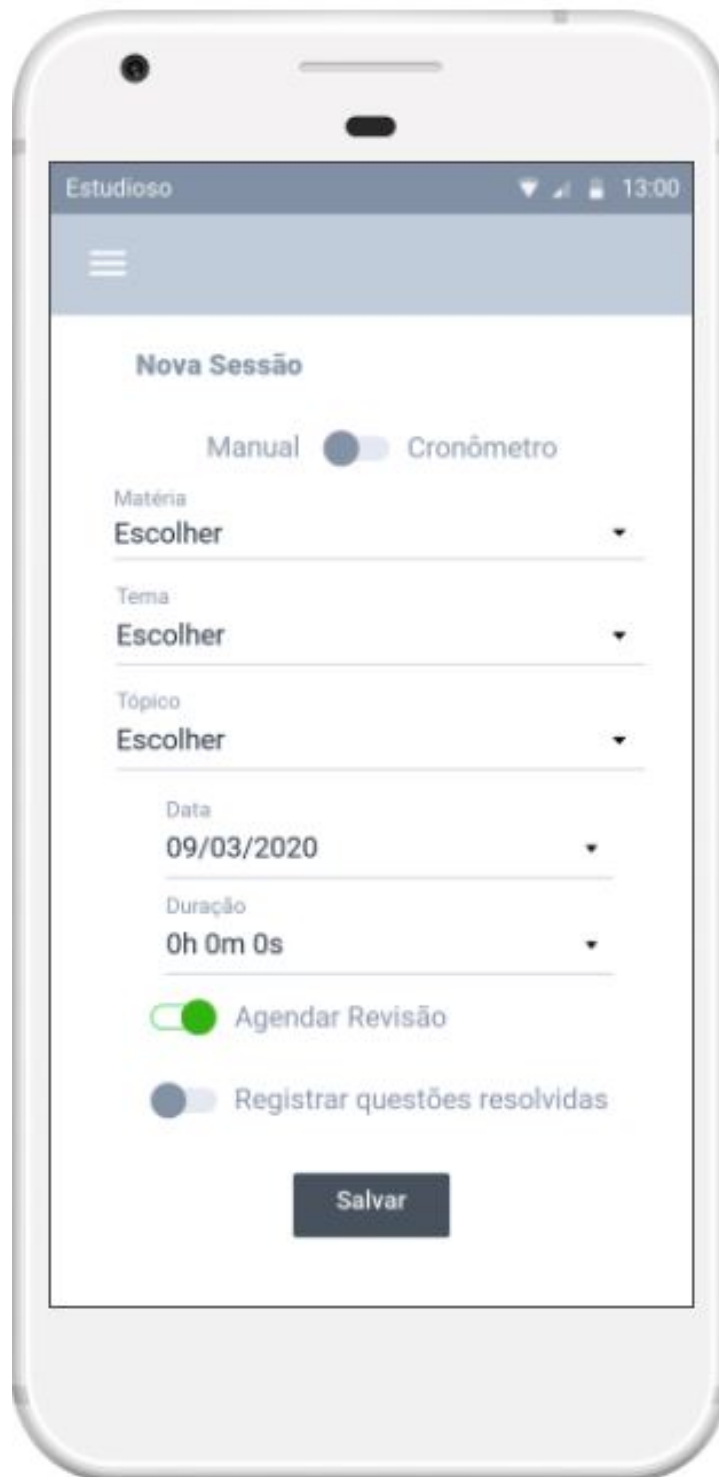 Estudioso 13:00
Nova Sessão
Manual Cronômetro
Matéria
Escolher
Tema
Escolher
Tópico
Escolher
Data
09/03/2020
Duração
0h 0m 0s
Agendar Revisão
Registrar questões resolvidas
Salvar